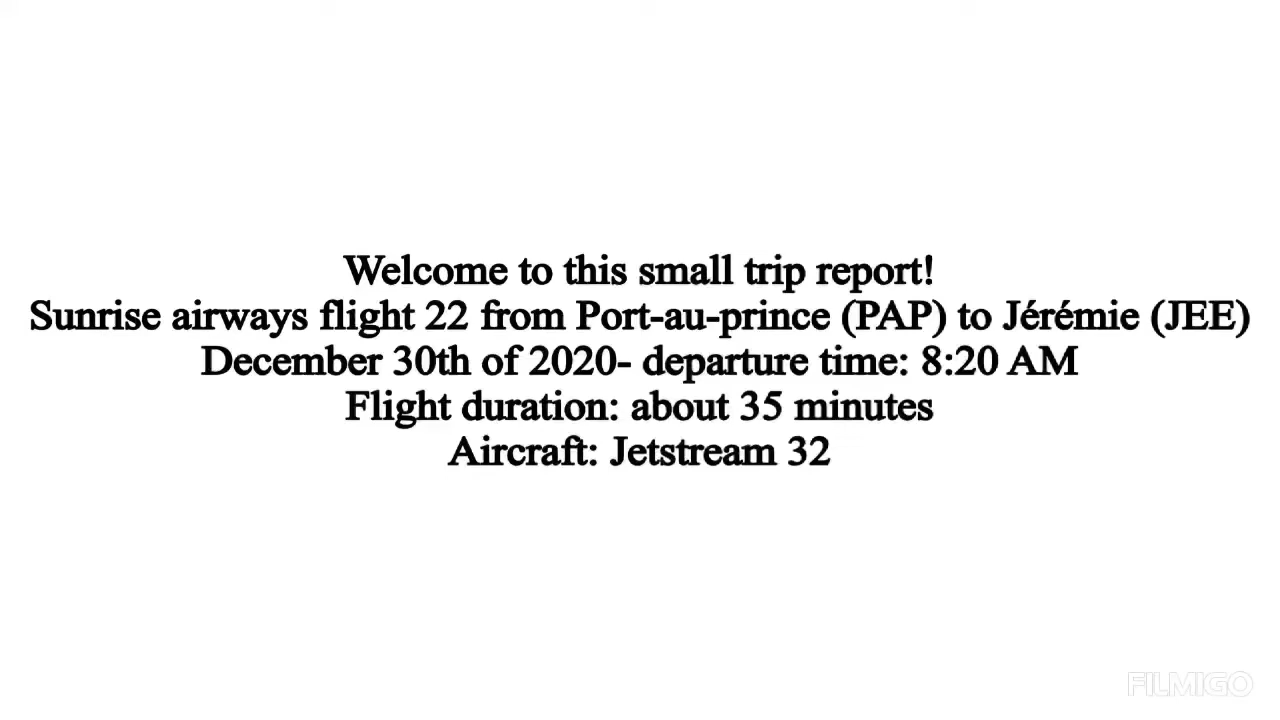 Welcome to this small trip report!
Sunrise airways flight 22 from Port-au-prince (PAP) to Jérémie (JEE)
December 30th of 2020- departure time: 8:20 AM
Flight duration: about 35 minutes
Aircraft: Jetstream 32
FILMIGO